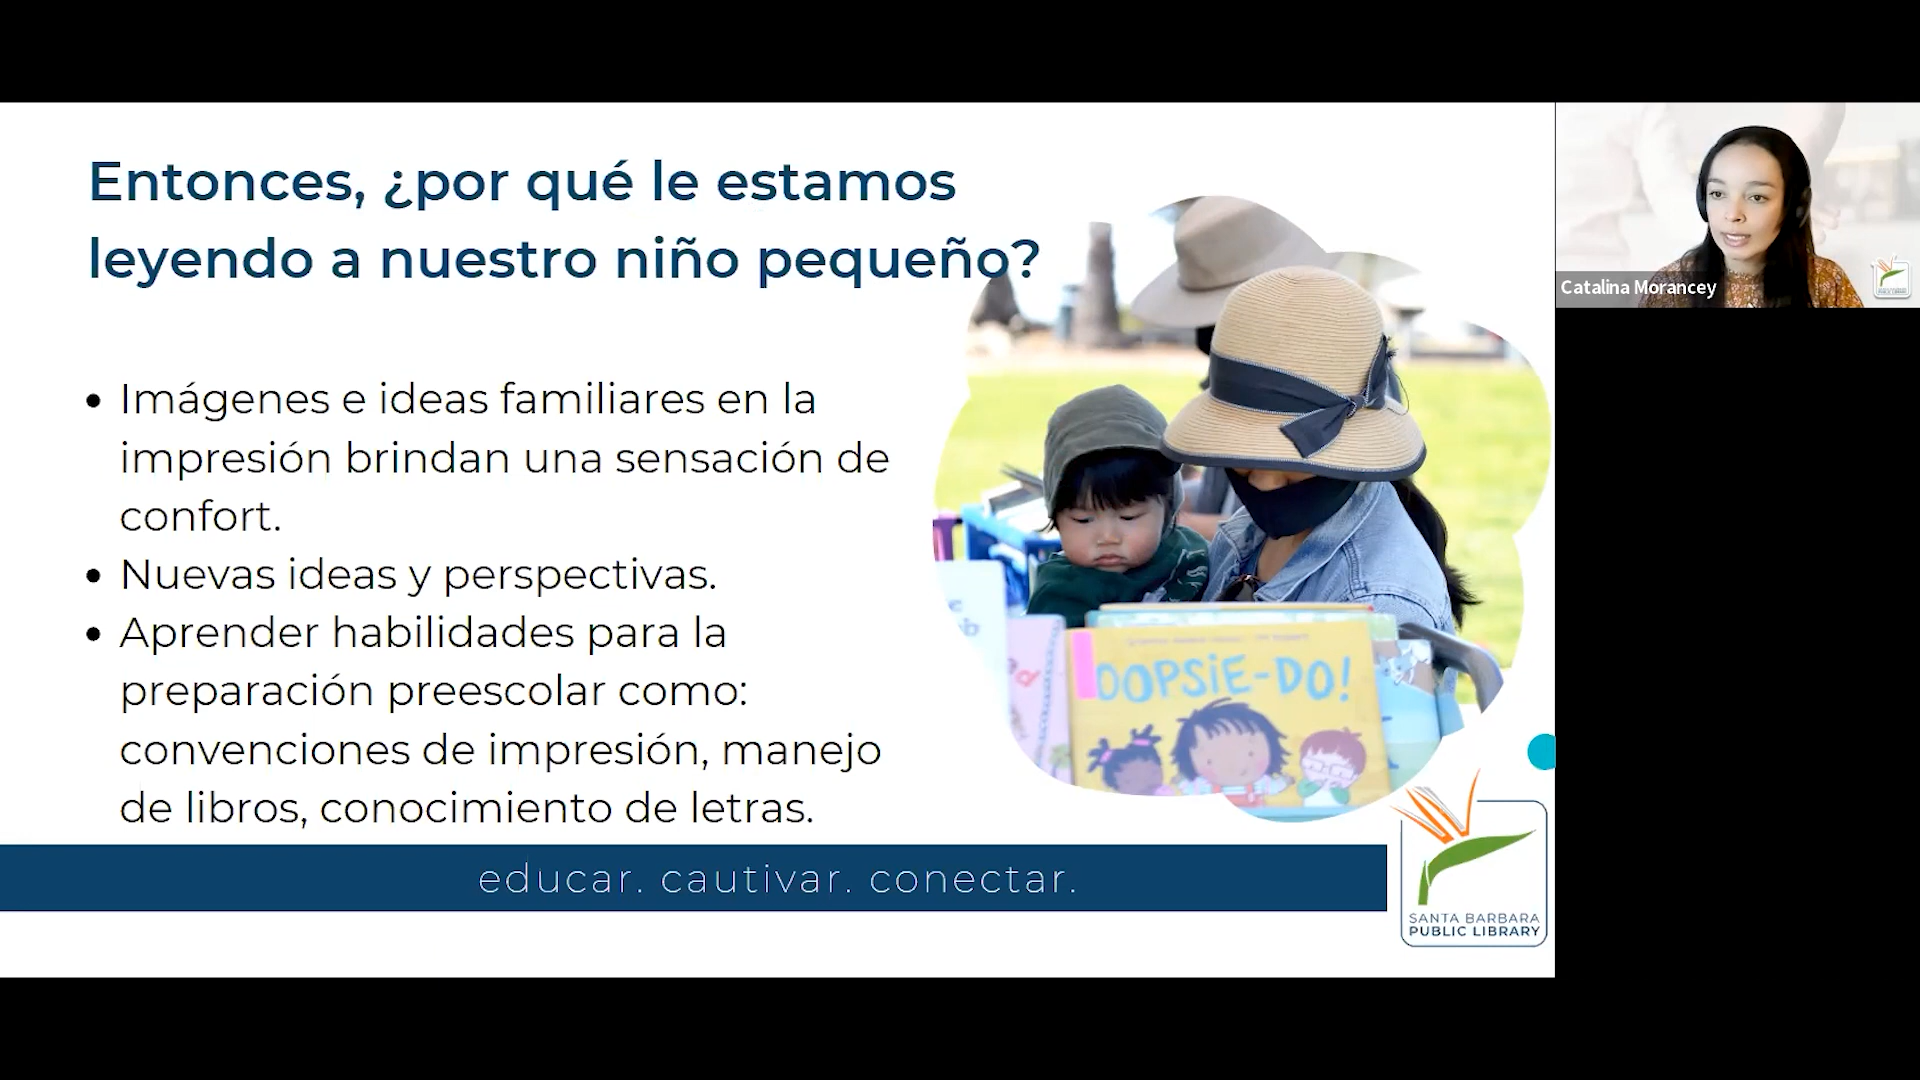 Entonces, ¿por qué le estamos
leyendo a nuestro niño pequeño?
• Imágenes e ideas familiares en la
impresión brindan una sensación de
confort.
• Nuevas ideas y perspectivas.
• Aprender habilidades para la
preparación preescolar como:
convenciones de impresión, manejo
de libros, conocimiento de letras.
OOPSiE-DO!
educar. cautivar. conectar.
SANTA BARBARA
PUBLIC LIBRARY
Catalina Morancey